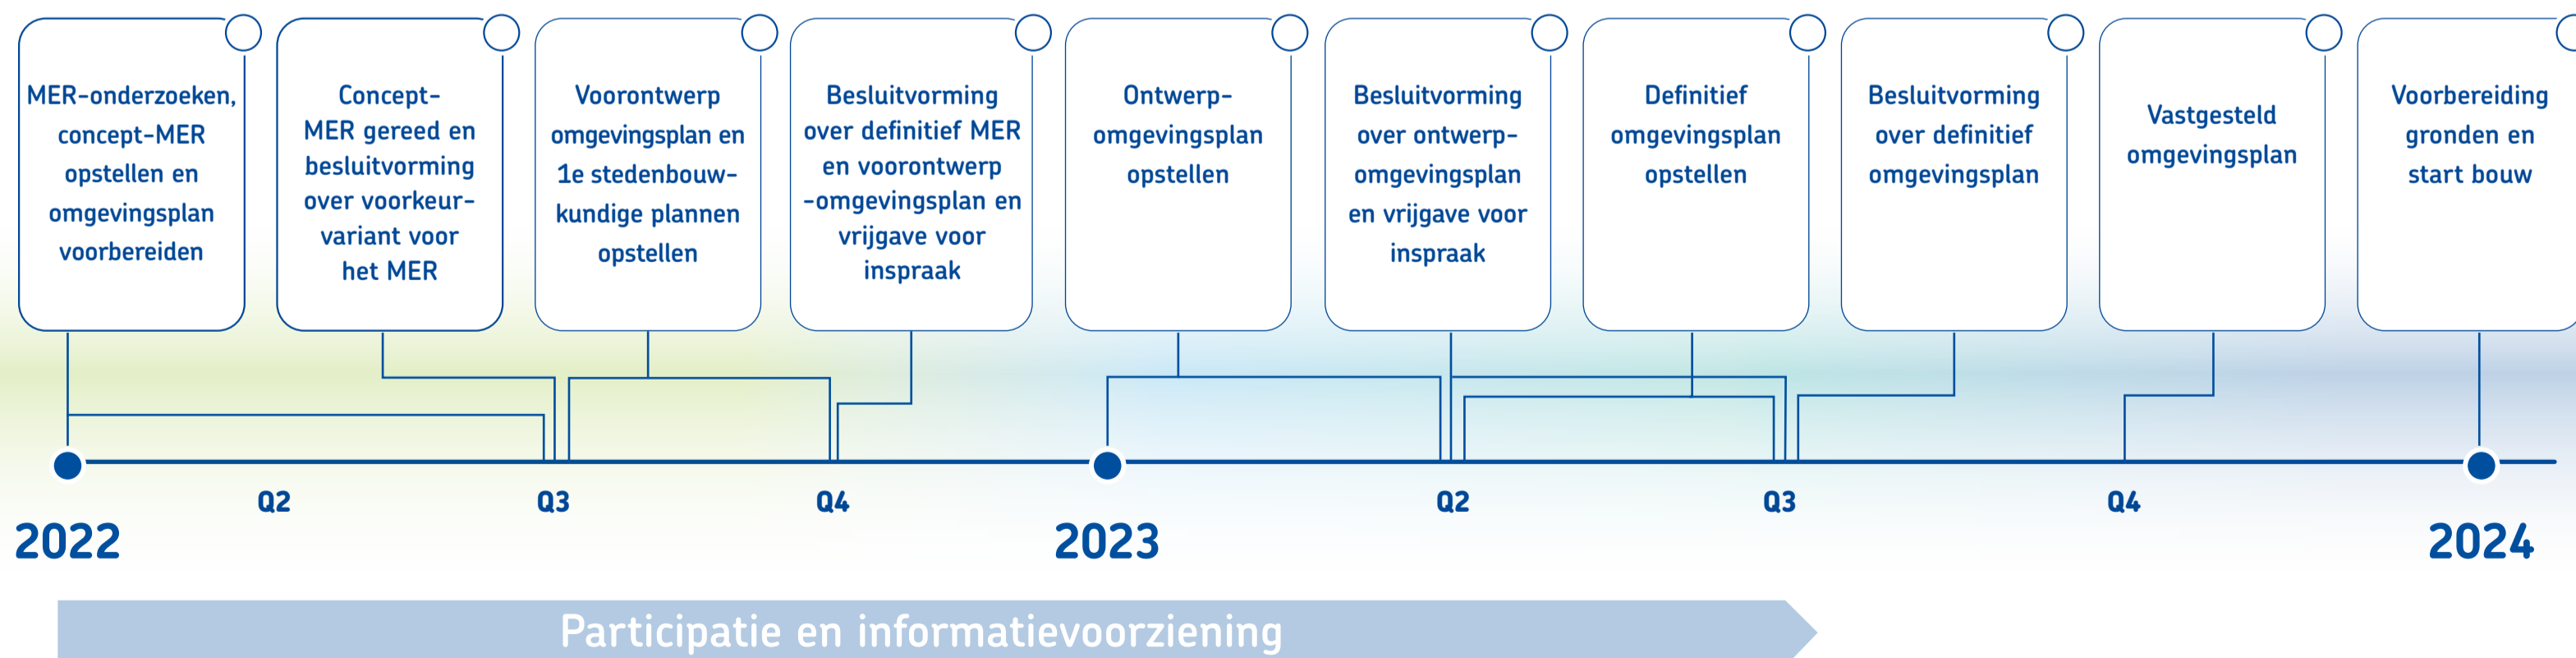 MER-onderzoeken,
concept-MER
opstellen en
omgevingsplan
voorbereiden
Concept-
MER gereed en
besluitvorming
over voorkeur-
variant voor
het MER
Voorontwerp
omgevingsplan en
1e stedenbouw-
kundige plannen
opstellen
Besluitvorming
over definitief MER
en voorontwerp
-omgevingsplan en
vrijgave voor
inspraak
Ontwerp-
omgevingsplan
opstellen
Besluitvorming
over ontwerp-
omgevingsplan
en vrijgave voor
inspraak
Definitief
omgevingsplan
opstellen
Besluitvorming
over definitief
omgevingsplan
Vastgesteld
omgevingsplan
Voorbereiding
gronden en
start bouw
Q2
Q3
Q4
Q2
Q3
Q4
2022
2023
2024
Participatie en informatievoorziening